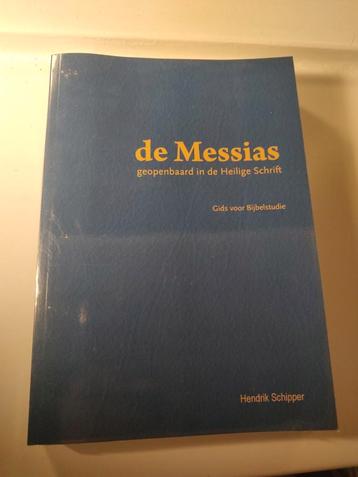 de Messias
geopenbaard in de Heilige Schrift
Gids voor Bijbelstudie
Hendrik Schipper